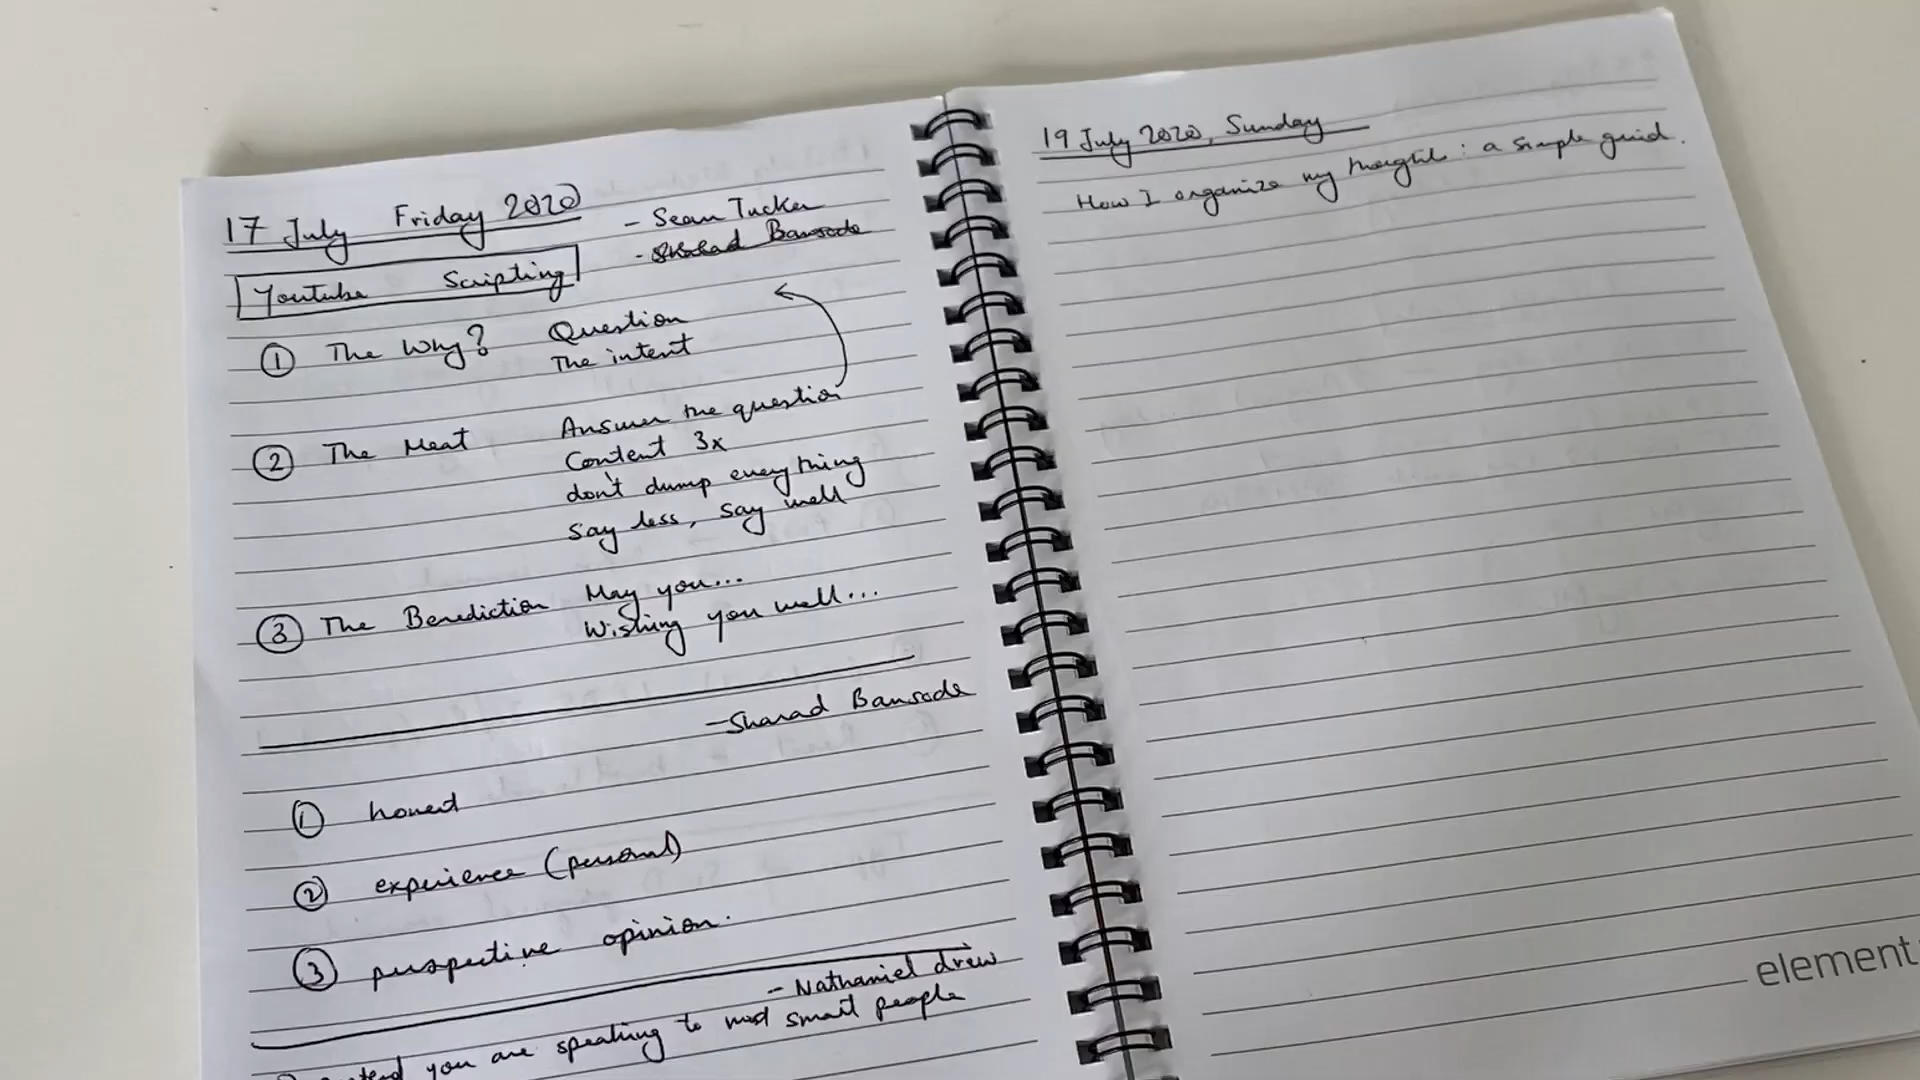 17 July Friday 2020
- Sean Tucker
- Sharad Bansode
Youtube Scripting
① The Why? Question
The intent
② The Meat Answer the question
Content 3x
don't dump everything
say less, say well
③ The Benediction May you...
Wishing you well...
- Sharad Bansode
① honest
② experience (personal)
③ perspective opinion.
- Nathaniel drew
you are speaking to most smart people
19 July 2020, Sunday
How I organize my thoughts : a simple guid.
element